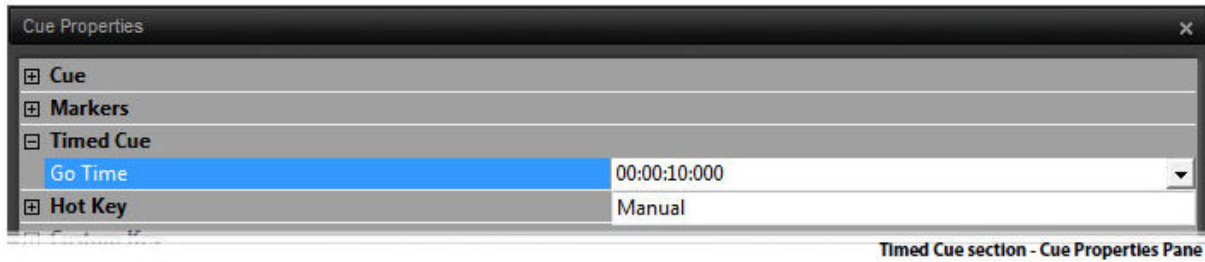 Cue Properties
Cue
Markers
Timed Cue
Go Time 00:00:10:000
Hot Key Manual
Timed Cue section - Cue Properties Pane